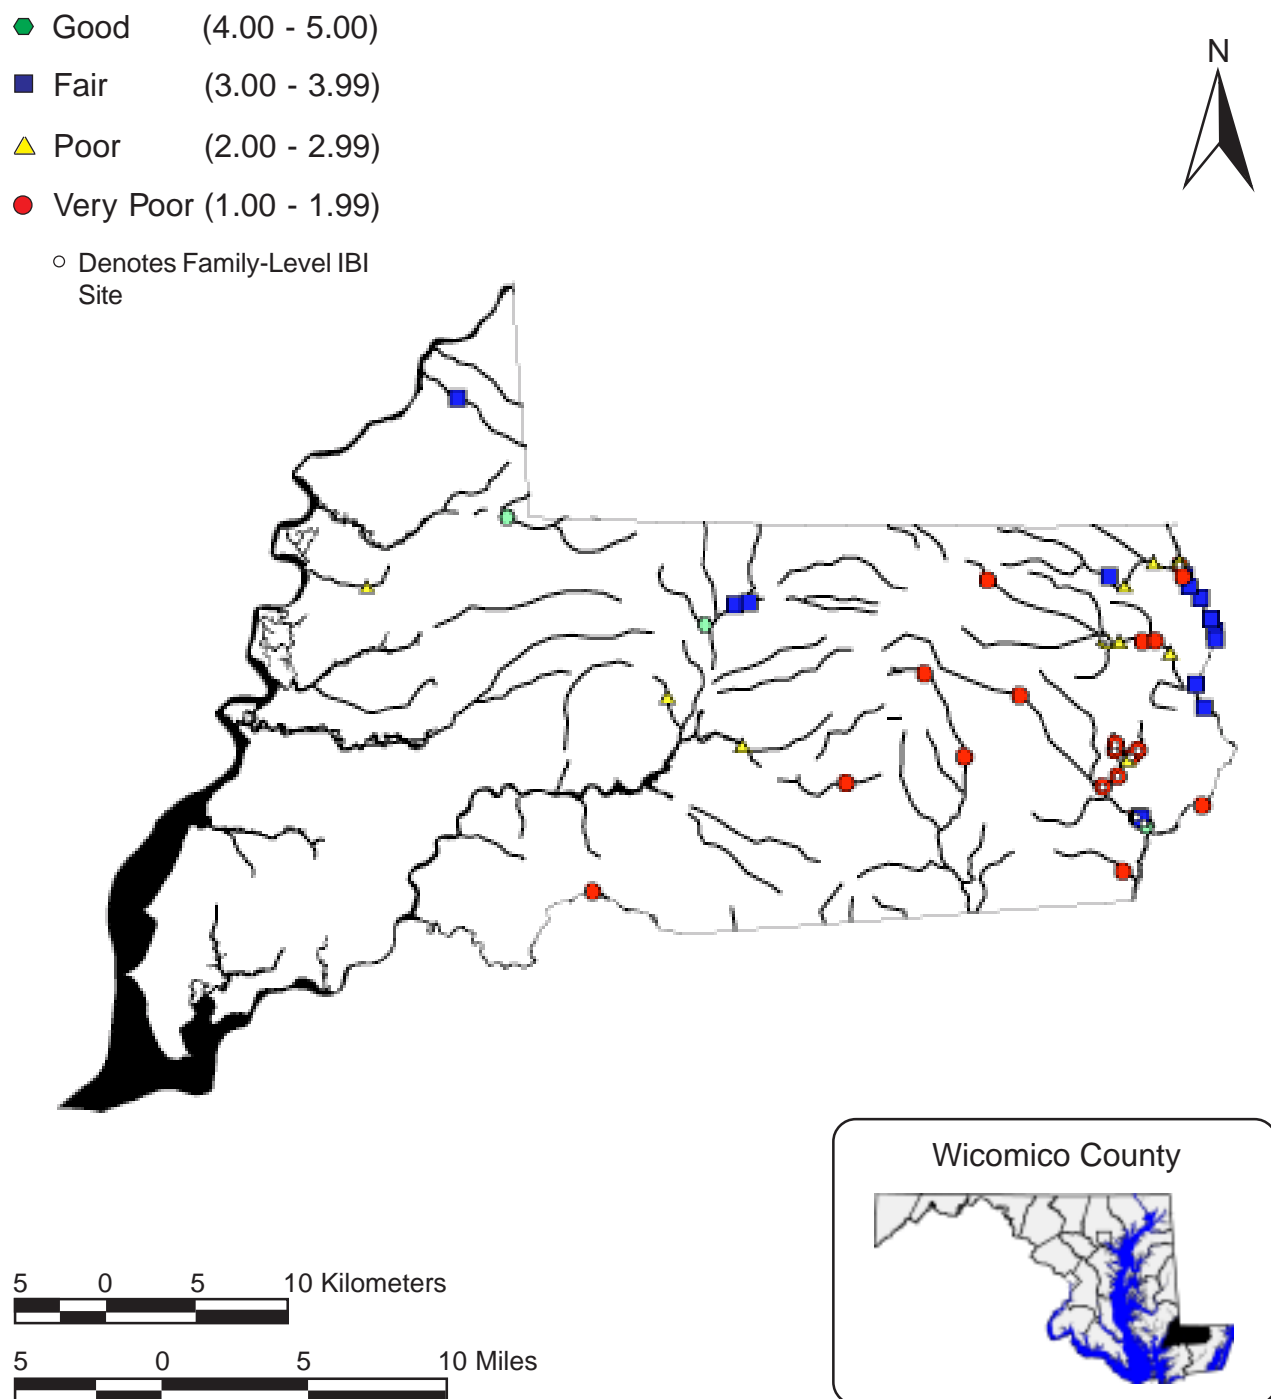 Good (4.00 - 5.00)
Fair (3.00 - 3.99)
Poor (2.00 - 2.99)
Very Poor (1.00 - 1.99)
Denotes Family-Level IBI
Site
N
Wicomico County
5 0 5 10 Kilometers
5 0 5 10 Miles